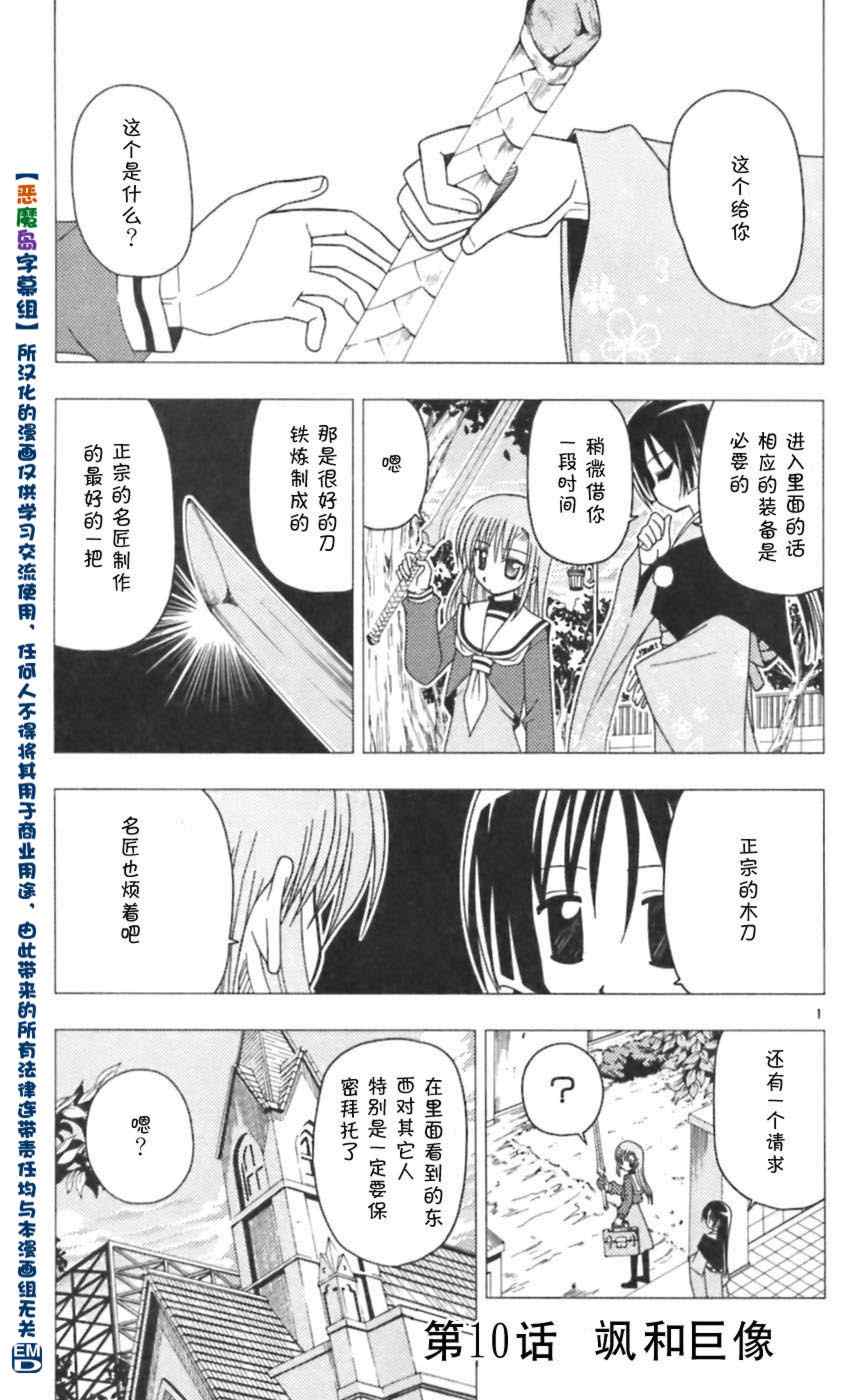 这个给你
这个是什么？
进入里面的话
相应的装备是
必要的
稍微借你
一段时间
嗯
那是很好的刀
铁炼制成的
正宗的名匠制作
的最好的一把
正宗的木刀
名匠也烦着吧
1
还有一个请求
？
在里面看到的东
西对其它人
特别是一定要保
密拜托了
嗯？
第10话 飒和巨像
【恶魔岛字幕组】所汉化的漫画仅供学习交流使用，任何人不得将其用于商业用途，由此带来的所有法律连带责任均与本漫画组无关
EMD